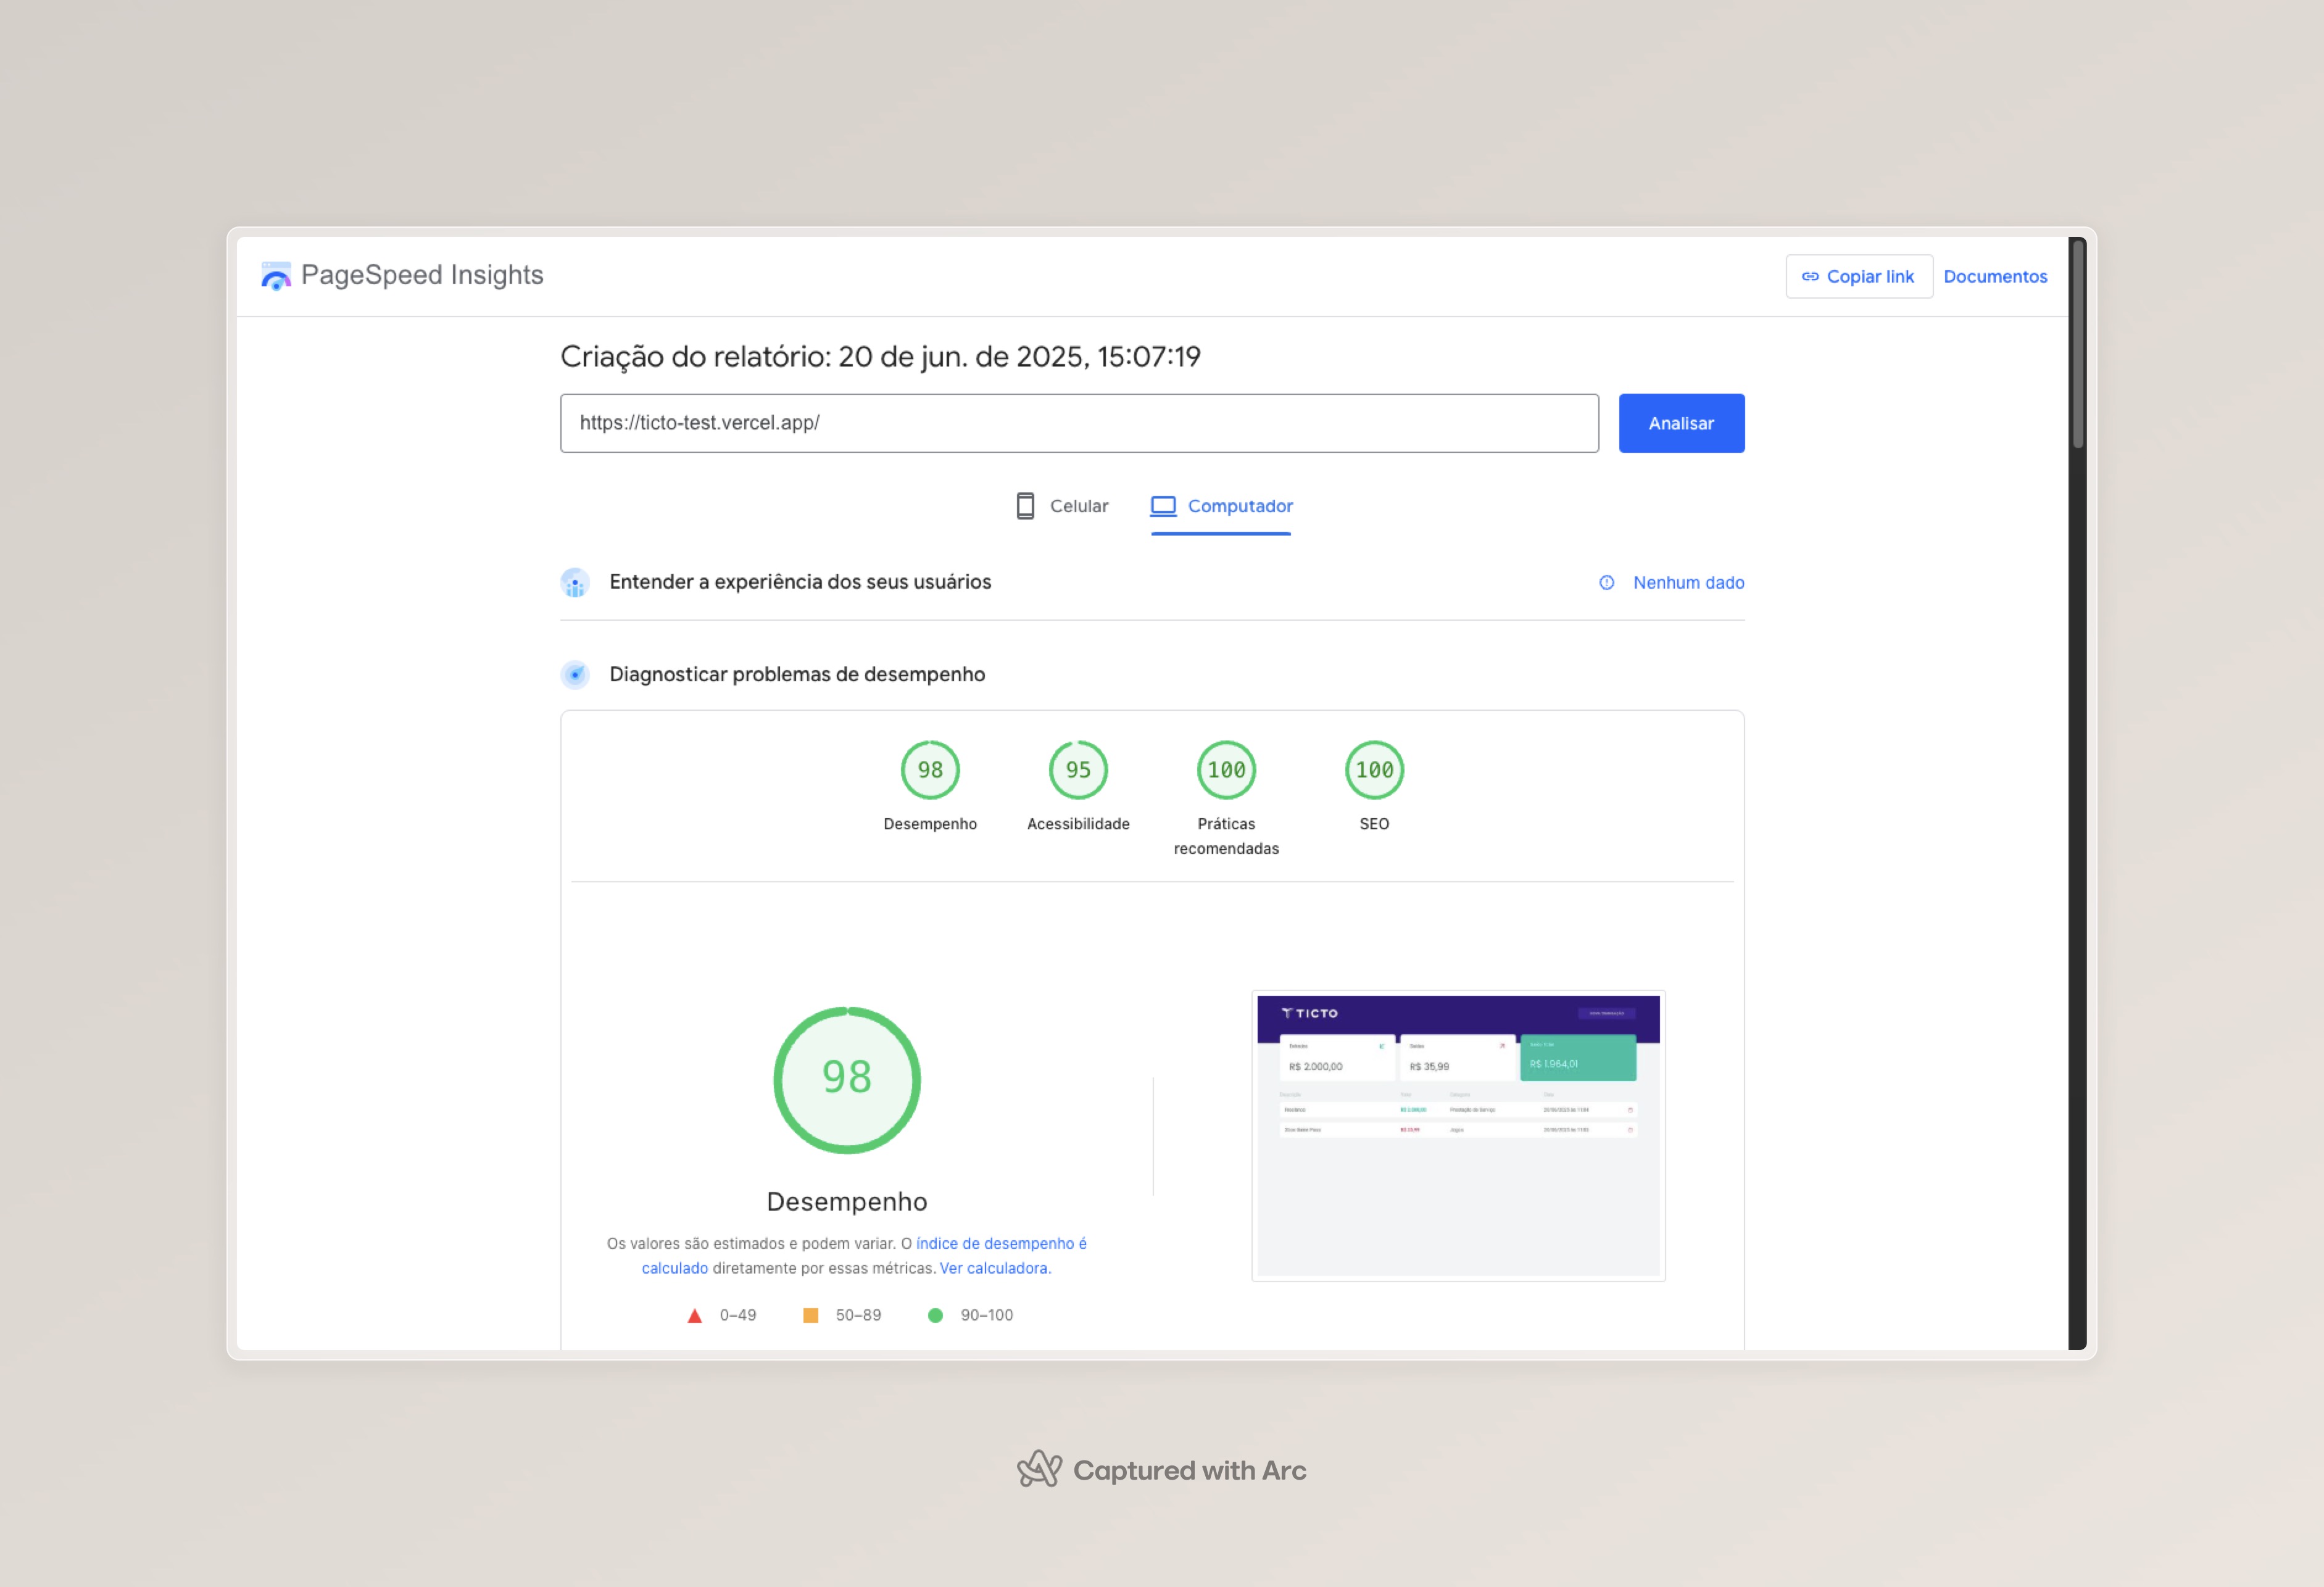 PageSpeed Insights
Copiar link
Documentos
Criação do relatório: 20 de jun. de 2025, 15:07:19
https://ticto-test.vercel.app/
Analisar
Celular
Computador
Entender a experiência dos seus usuários
Nenhum dado
Diagnosticar problemas de desempenho
98
95
100
100
Desempenho
Acessibilidade
Práticas
recomendadas
SEO
98
Desempenho
Os valores são estimados e podem variar. O índice de desempenho é
calculado diretamente por essas métricas. Ver calculadora.
0–49
50–89
90–100
TICTO
R$ 2.000,00
R$ 35,99
R$ 1.964,01
Captured with Arc